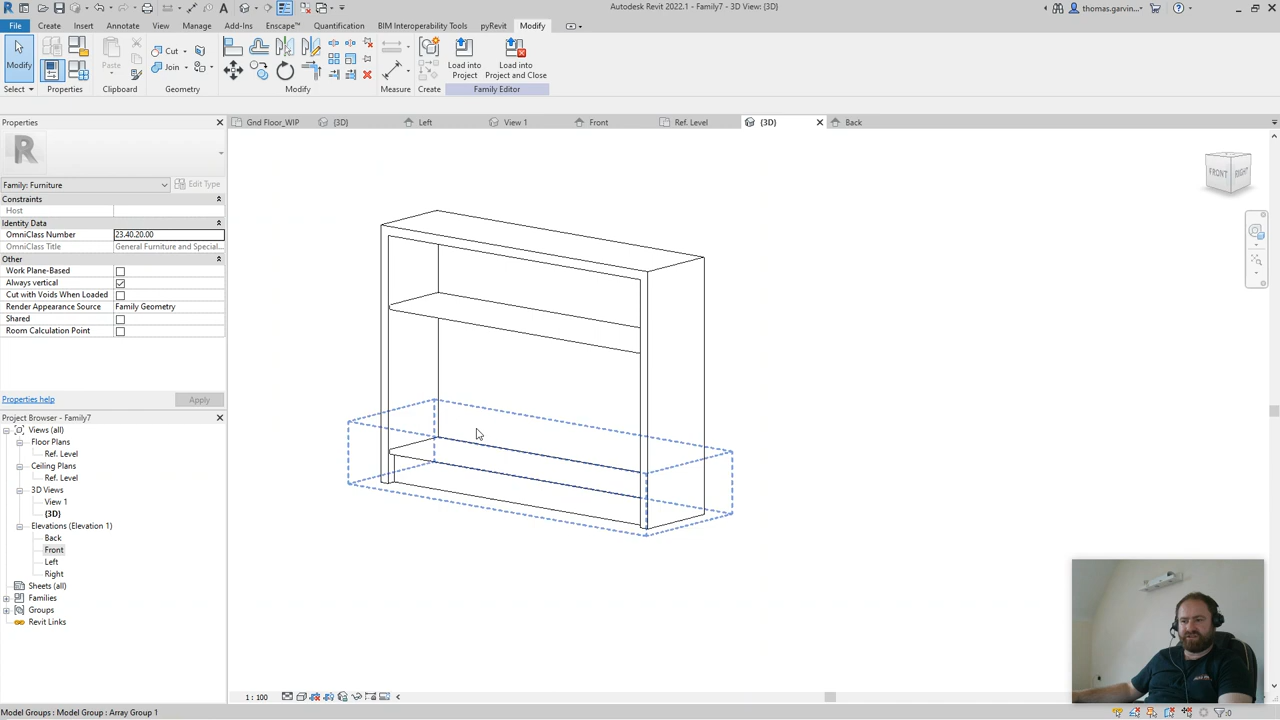 Autodesk Revit 2022.1 - Family7 - 3D View: {3D}
thomas.garvin...
File Create Insert Annotate View Manage Add-Ins Enscape™ Quantification BIM Interoperability Tools pyRevit Modify
Modify
Paste
Cut
Join
Load into Project
Load into Project and Close
Select Properties Clipboard Geometry Modify Measure Create Family Editor
Properties
Gnd Floor_WIP {3D} Left View 1 Front Ref. Level {3D} Back
Family: Furniture Edit Type
Constraints
Host
Identity Data
OmniClass Number 23.40.20.00
OmniClass Title General Furniture and Special...
Other
Work Plane-Based
Always vertical
Cut with Voids When Loaded
Render Appearance Source Family Geometry
Shared
Room Calculation Point
FRONT RIGHT
Properties help Apply
Project Browser - Family7
Views (all)
Floor Plans
Ref. Level
Ceiling Plans
Ref. Level
3D Views
View 1
{3D}
Elevations (Elevation 1)
Back
Front
Left
Right
Sheets (all)
Families
Groups
Revit Links
1 : 100
Model Groups : Model Group : Array Group 1
:0